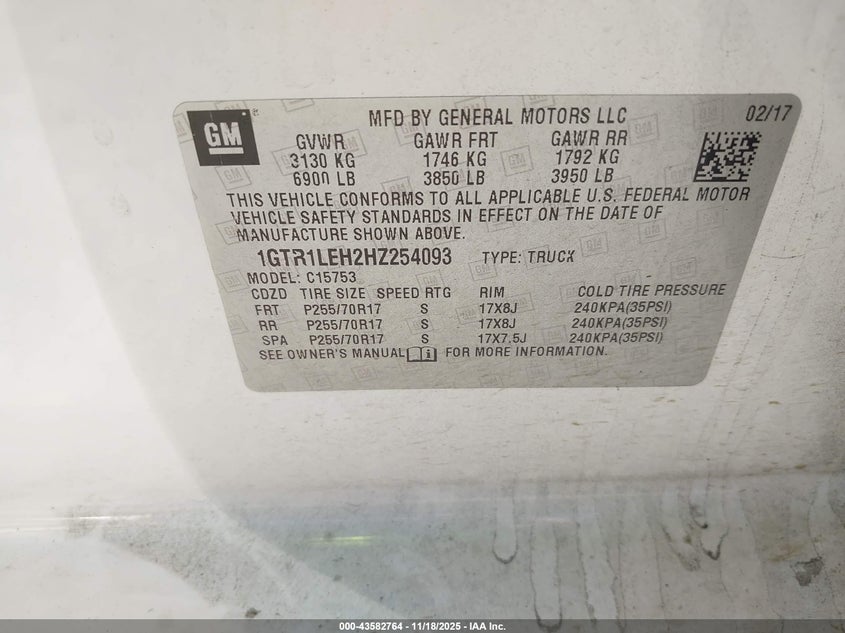 GM
MFD BY GENERAL MOTORS LLC 02/17
GVWR GAWR FRT GAWR RR
3130 KG 1746 KG 1792 KG
6900 LB 3850 LB 3950 LB
THIS VEHICLE CONFORMS TO ALL APPLICABLE U.S. FEDERAL MOTOR
VEHICLE SAFETY STANDARDS IN EFFECT ON THE DATE OF
MANUFACTURE SHOWN ABOVE.
1GTR1LEH2HZ254093 TYPE: TRUCK
MODEL: C15753
CDZD TIRE SIZE SPEED RTG RIM COLD TIRE PRESSURE
FRT P255/70R17 S 17X8J 240KPA(35PSI)
RR P255/70R17 S 17X8J 240KPA(35PSI)
SPA P255/70R17 S 17X7.5J 240KPA(35PSI)
SEE OWNER'S MANUAL FOR MORE INFORMATION.
000-43582764 - 11/18/2025 - IAA Inc.